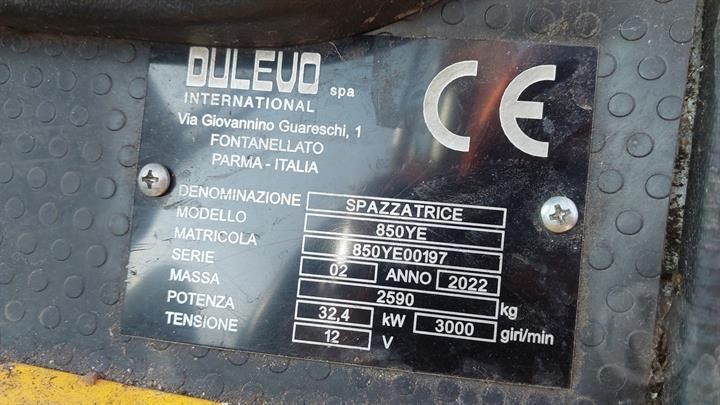 DULEVO spa
INTERNATIONAL
Via Giovannino Guareschi, 1
FONTANELLATO
PARMA - ITALIA
CE
DENOMINAZIONE SPAZZATRICE
MODELLO 850YE
MATRICOLA 850YE00197
SERIE 02 ANNO 2022
MASSA 2590 kg
POTENZA 32,4 kW 3000 giri/min
TENSIONE 12 V